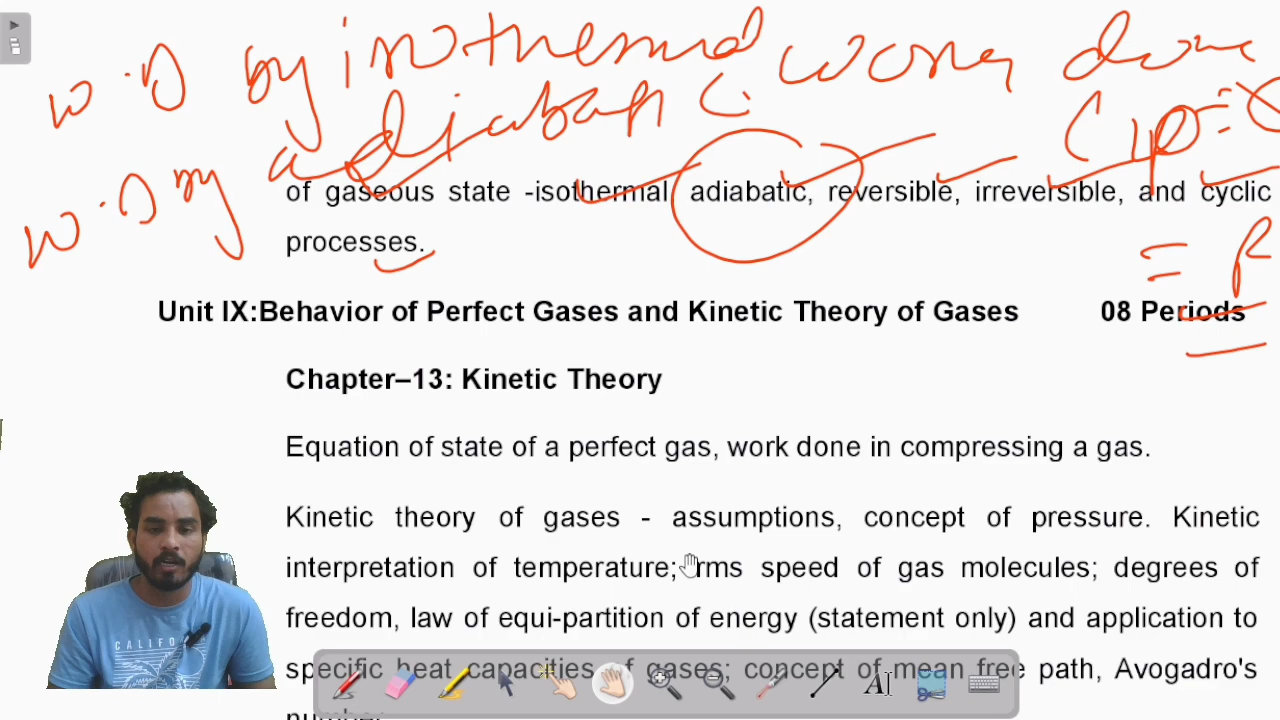 W.D by isothermal work done
W.D by adiabatic (
of gaseous state -isothermal adiabatic, reversible, irreversible, and cyclic
processes.
Unit IX:Behavior of Perfect Gases and Kinetic Theory of Gases 08 Periods
Chapter–13: Kinetic Theory
Equation of state of a perfect gas, work done in compressing a gas.
Kinetic theory of gases - assumptions, concept of pressure. Kinetic
interpretation of temperature; rms speed of gas molecules; degrees of
freedom, law of equi-partition of energy (statement only) and application to
specific heat capacities of gases; concept of mean free path, Avogadro's
number
CALIFO